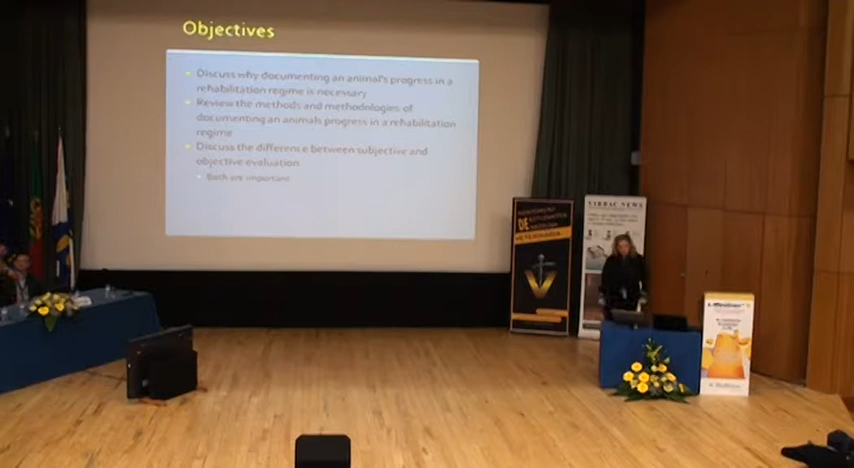 Objectives
Discuss why documenting an animal's progress in a
rehabilitation regime is necessary
Review the methods and methodologies of
documenting an animals progress in a rehabilitation
regime
Discuss the difference between subjective and
objective evaluation
Both are important
VIRBAC NEWS
DE